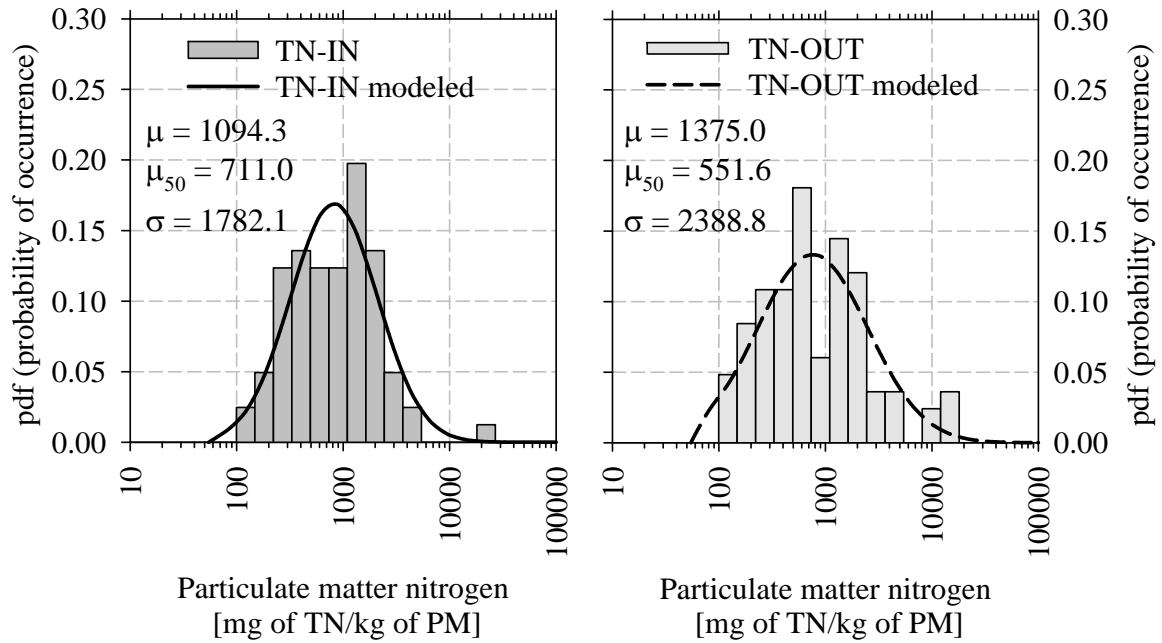 pdf (probability of occurrence)
0.30
0.25
0.20
0.15
0.10
0.05
0.00
TN-IN
TN-IN modeled
μ = 1094.3
μ50 = 711.0
σ = 1782.1
10
100
1000
10000
100000
Particulate matter nitrogen
[mg of TN/kg of PM]
TN-OUT
TN-OUT modeled
μ = 1375.0
μ50 = 551.6
σ = 2388.8
10
100
1000
10000
100000
Particulate matter nitrogen
[mg of TN/kg of PM]
0.30
0.25
0.20
0.15
0.10
0.05
0.00
pdf (probability of occurrence)